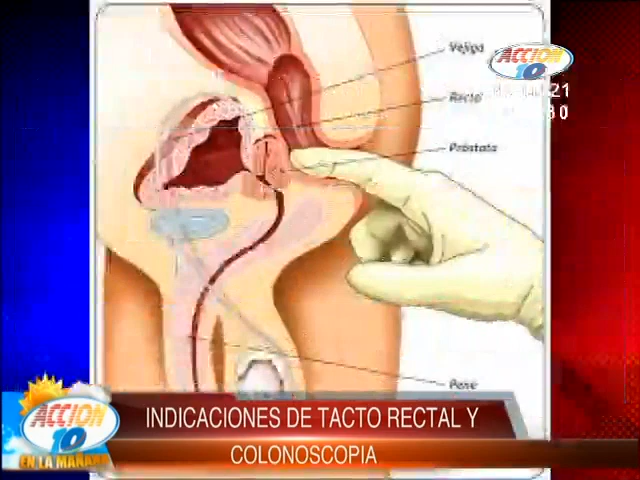 Vejiga
ACCION
10
Recto
Próstata
Pene
ACCION
10
EN LA MAÑANA
INDICACIONES DE TACTO RECTAL Y
COLONOSCOPIA